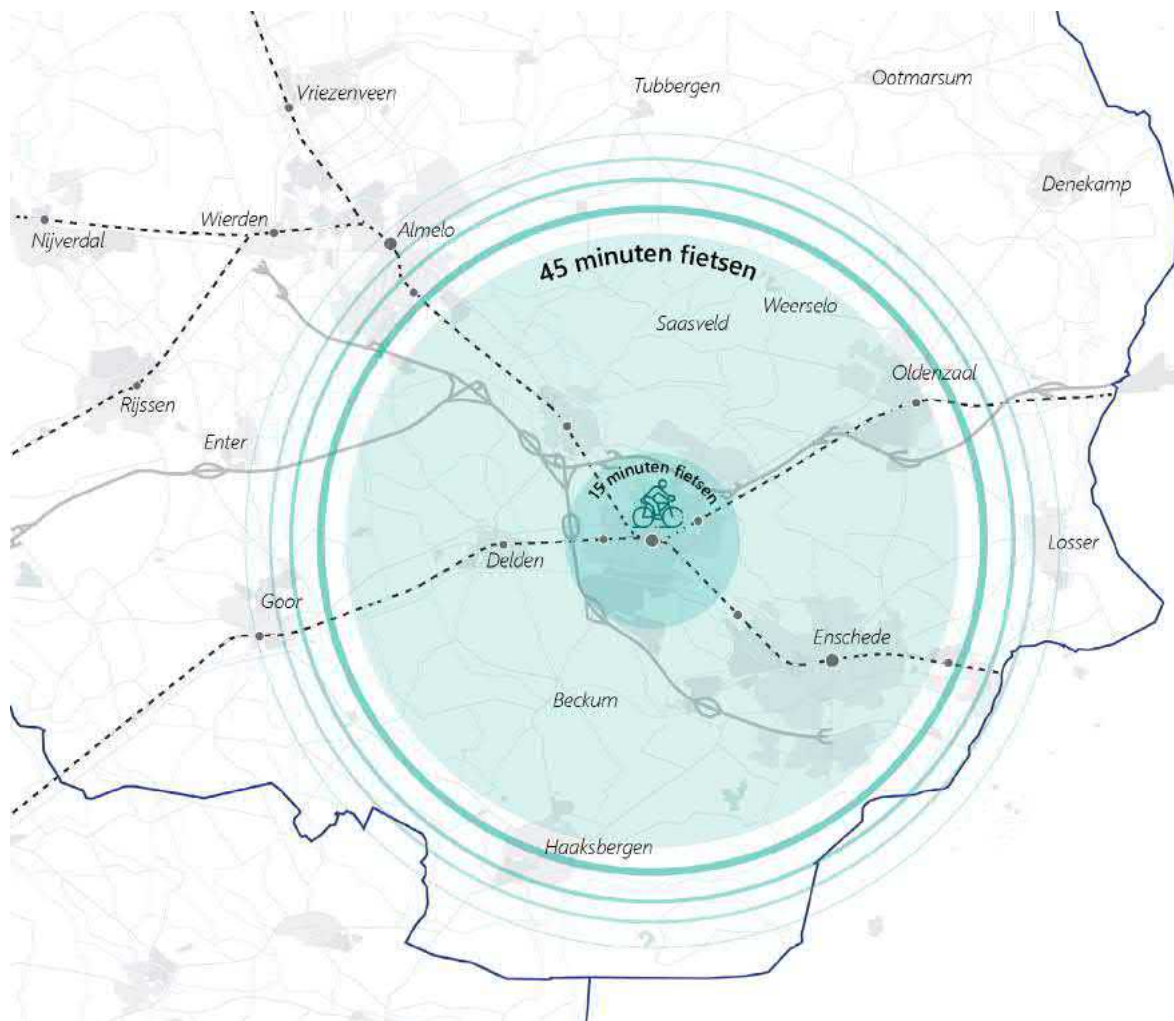 Ootmarsum
Tubbergen
Vriezenveen
Denekamp
Wierden
Almelo
Nijverdal
45 minuten fietsen
Weerselo
Saasveld
Oldenzaal
Rijssen
Enter
15 minuten fietsen
Losser
Delden
Goor
Enschede
Beckum
Haaksbergen
?